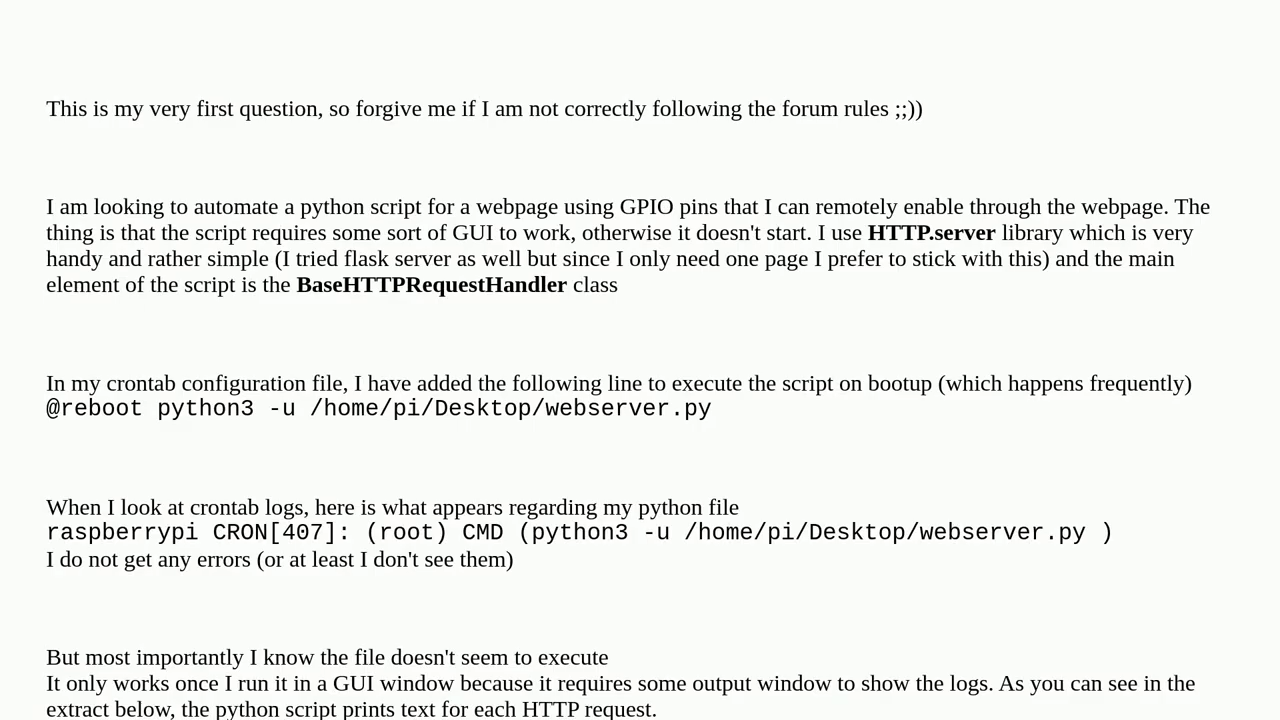 This is my very first question, so forgive me if I am not correctly following the forum rules ;;))
I am looking to automate a python script for a webpage using GPIO pins that I can remotely enable through the webpage. The
thing is that the script requires some sort of GUI to work, otherwise it doesn't start. I use HTTP.server library which is very
handy and rather simple (I tried flask server as well but since I only need one page I prefer to stick with this) and the main
element of the script is the BaseHTTPRequestHandler class
In my crontab configuration file, I have added the following line to execute the script on bootup (which happens frequently)
@reboot python3 -u /home/pi/Desktop/webserver.py
When I look at crontab logs, here is what appears regarding my python file
raspberrypi CRON[407]: (root) CMD (python3 -u /home/pi/Desktop/webserver.py )
I do not get any errors (or at least I don't see them)
But most importantly I know the file doesn't seem to execute
It only works once I run it in a GUI window because it requires some output window to show the logs. As you can see in the
extract below, the python script prints text for each HTTP request.